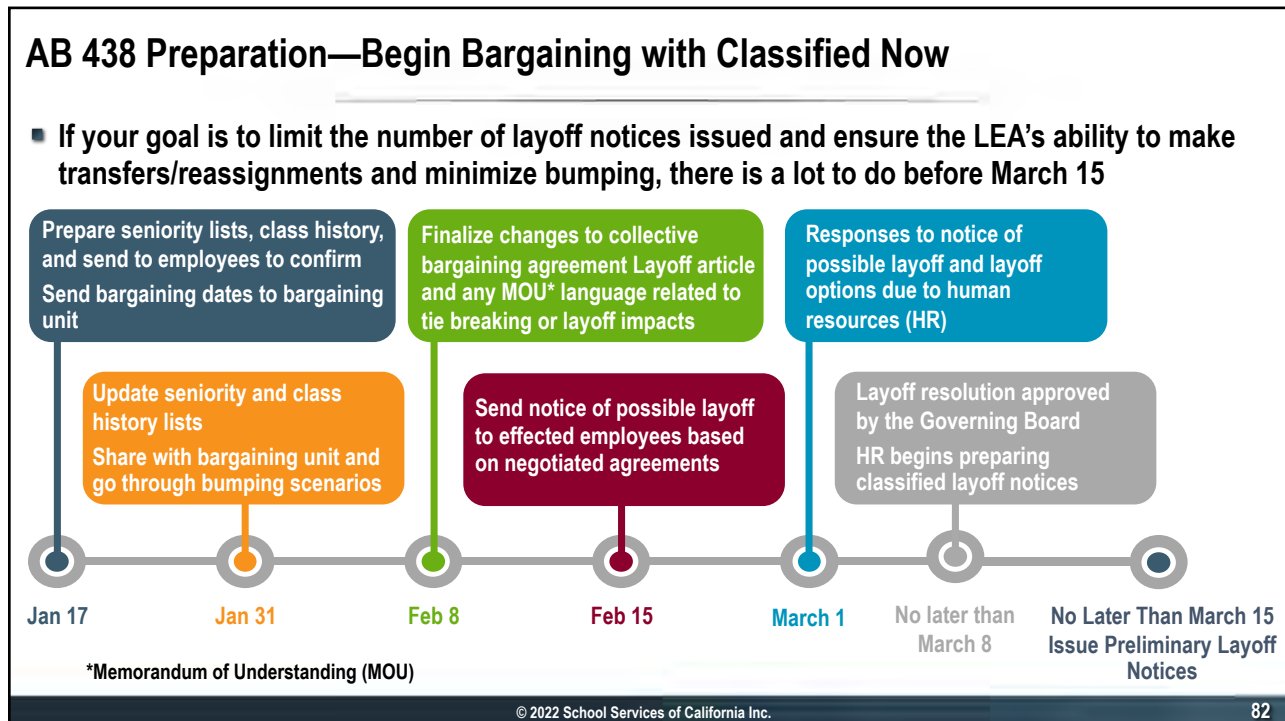 AB 438 Preparation—Begin Bargaining with Classified Now
▪ If your goal is to limit the number of layoff notices issued and ensure the LEA's ability to make
transfers/reassignments and minimize bumping, there is a lot to do before March 15
Prepare seniority lists, class history,
and send to employees to confirm
Send bargaining dates to bargaining
unit
Finalize changes to collective
bargaining agreement Layoff article
and any MOU* language related to
tie breaking or layoff impacts
Responses to notice of
possible layoff and layoff
options due to human
resources (HR)
Update seniority and class
history lists
Share with bargaining unit and
go through bumping scenarios
Send notice of possible layoff
to effected employees based
on negotiated agreements
Layoff resolution approved
by the Governing Board
HR begins preparing
classified layoff notices
Jan 17
Jan 31
Feb 8
Feb 15
March 1
No later than
March 8
No Later Than March 15
Issue Preliminary Layoff
Notices
*Memorandum of Understanding (MOU)
© 2022 School Services of California Inc.
82